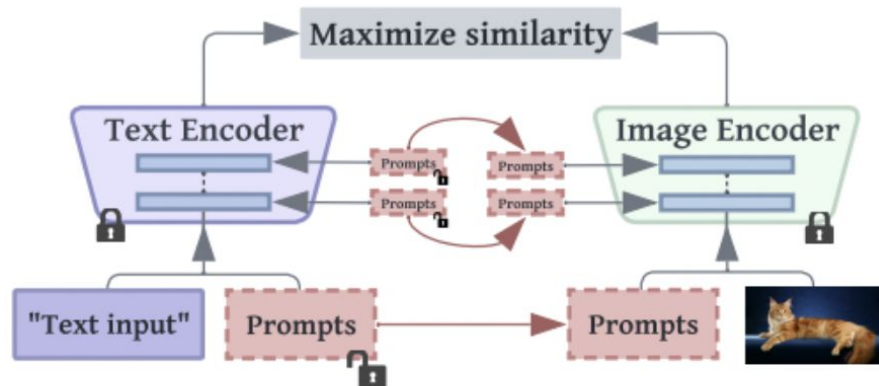 Maximize similarity
Text Encoder
Image Encoder
Prompts
Prompts
Prompts
Prompts
"Text input"
Prompts
Prompts